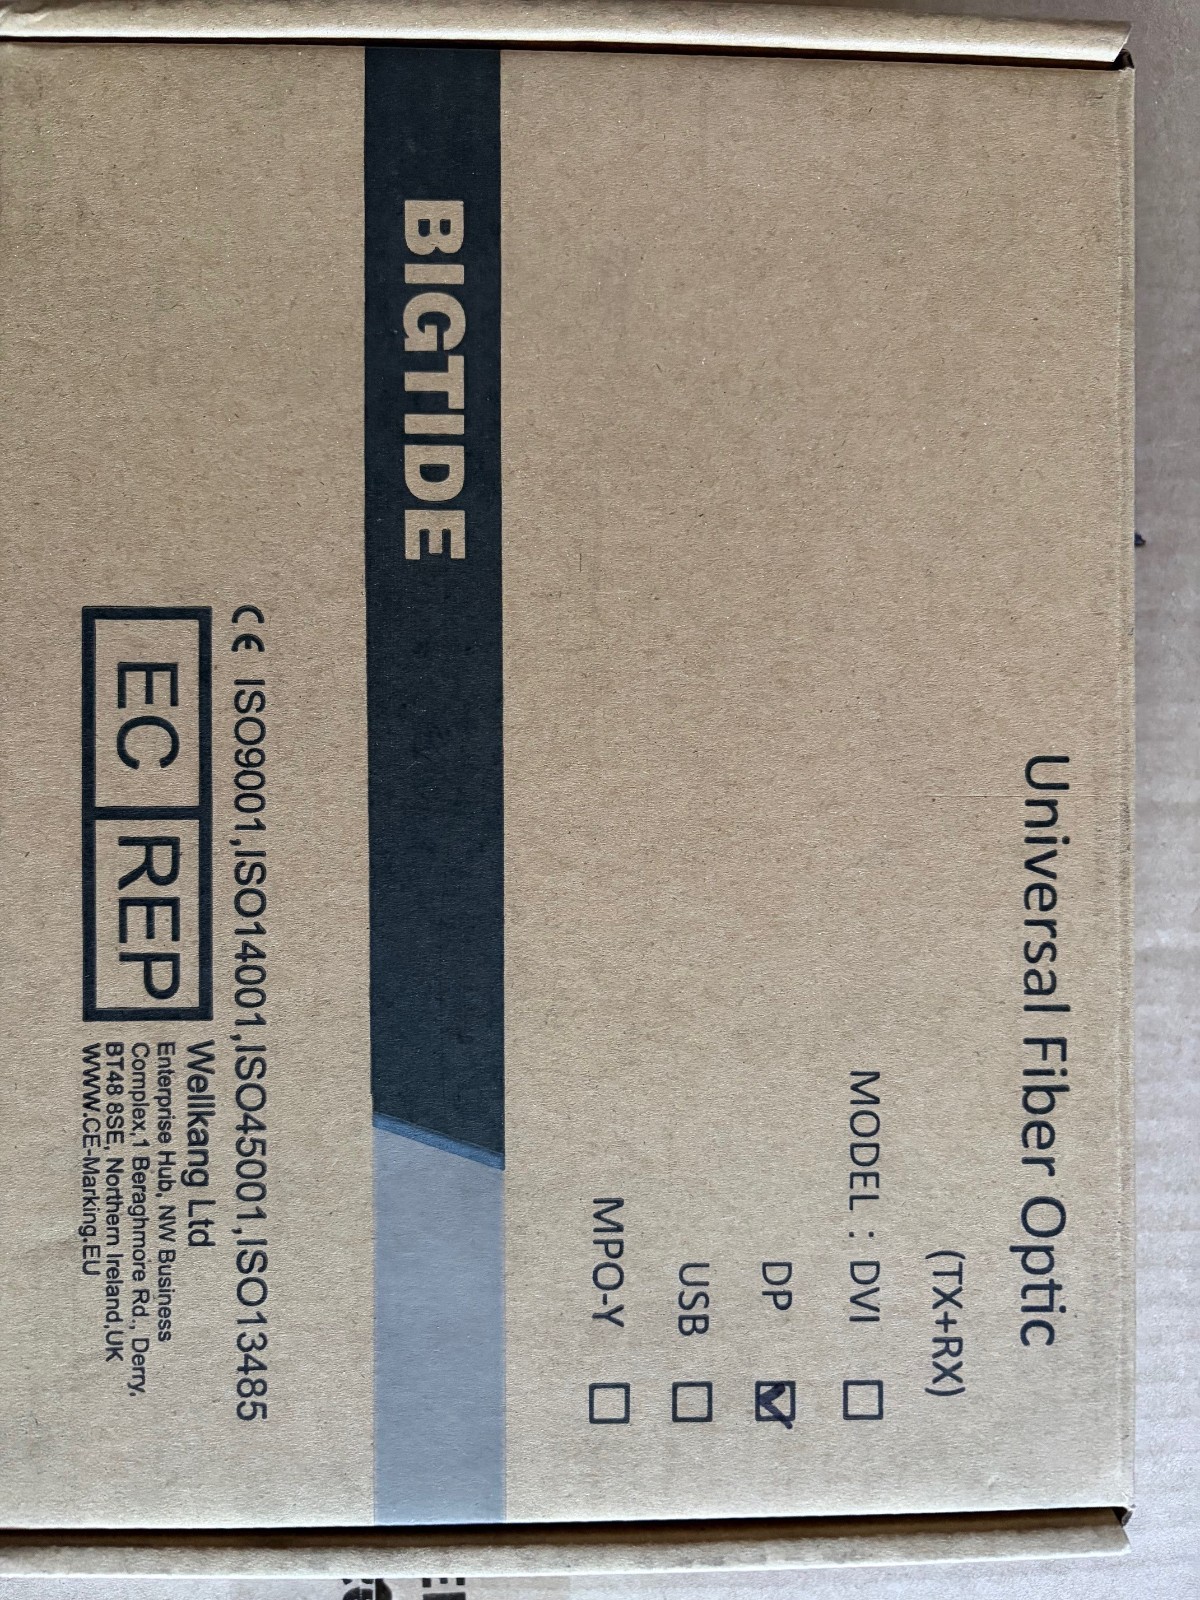 Universal Fiber Optic
(TX+RX)
MODEL : DVI
DP
USB
MPO-Y
BIGTIDE
CE ISO9001,ISO14001,ISO45001,ISO13485
EC REP
Wellkang Ltd
Enterprise Hub, NW Business
Complex,1 Beraghmore Rd., Derry,
BT48 8SE, Northern Ireland,UK
WWW.CE-Marking.EU